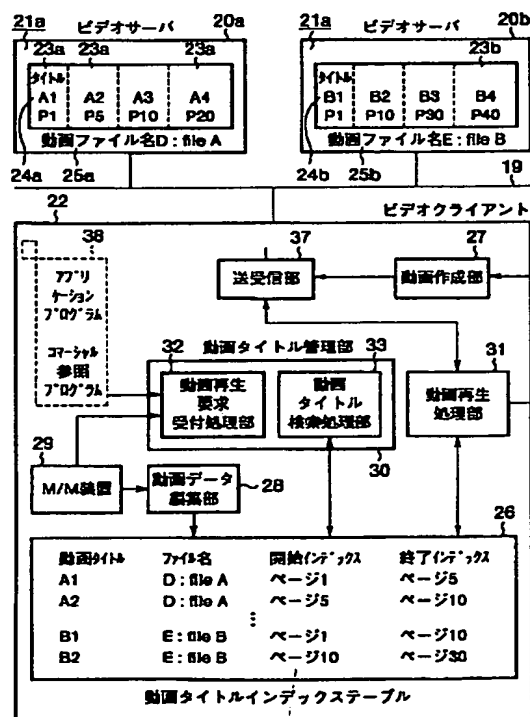 ビデオサーバ 20a
21a
23a 23a 23a
タイトル
A1 A2 A3 A4
P1 P5 P10 P20
動画ファイル名D : file A
24a 25a
ビデオサーバ 20b
21a
23b
タイトル
B1 B2 B3 B4
P1 P10 P30 P40
動画ファイル名E : file B
24b 25b
19
22
ビデオクライアント
38
アプリ
ケーション
プログラム
コマーシャル
参照
プログラム
37
送受信部
27
動画作成部
動画タイトル管理部
32
動画再生
要求
受付処理部
33
動画
タイトル
検索処理部
30
31
動画再生
処理部
29
M/M装置
動画データ
編集部
28
26
動画タイトル ファイル名 開始インデックス 終了インデックス
A1 D : file A ページ1 ページ5
A2 D : file A ページ5 ページ10
⋮
B1 E : file B ページ1 ページ10
B2 E : file B ページ10 ページ30
動画タイトルインデックステーブル